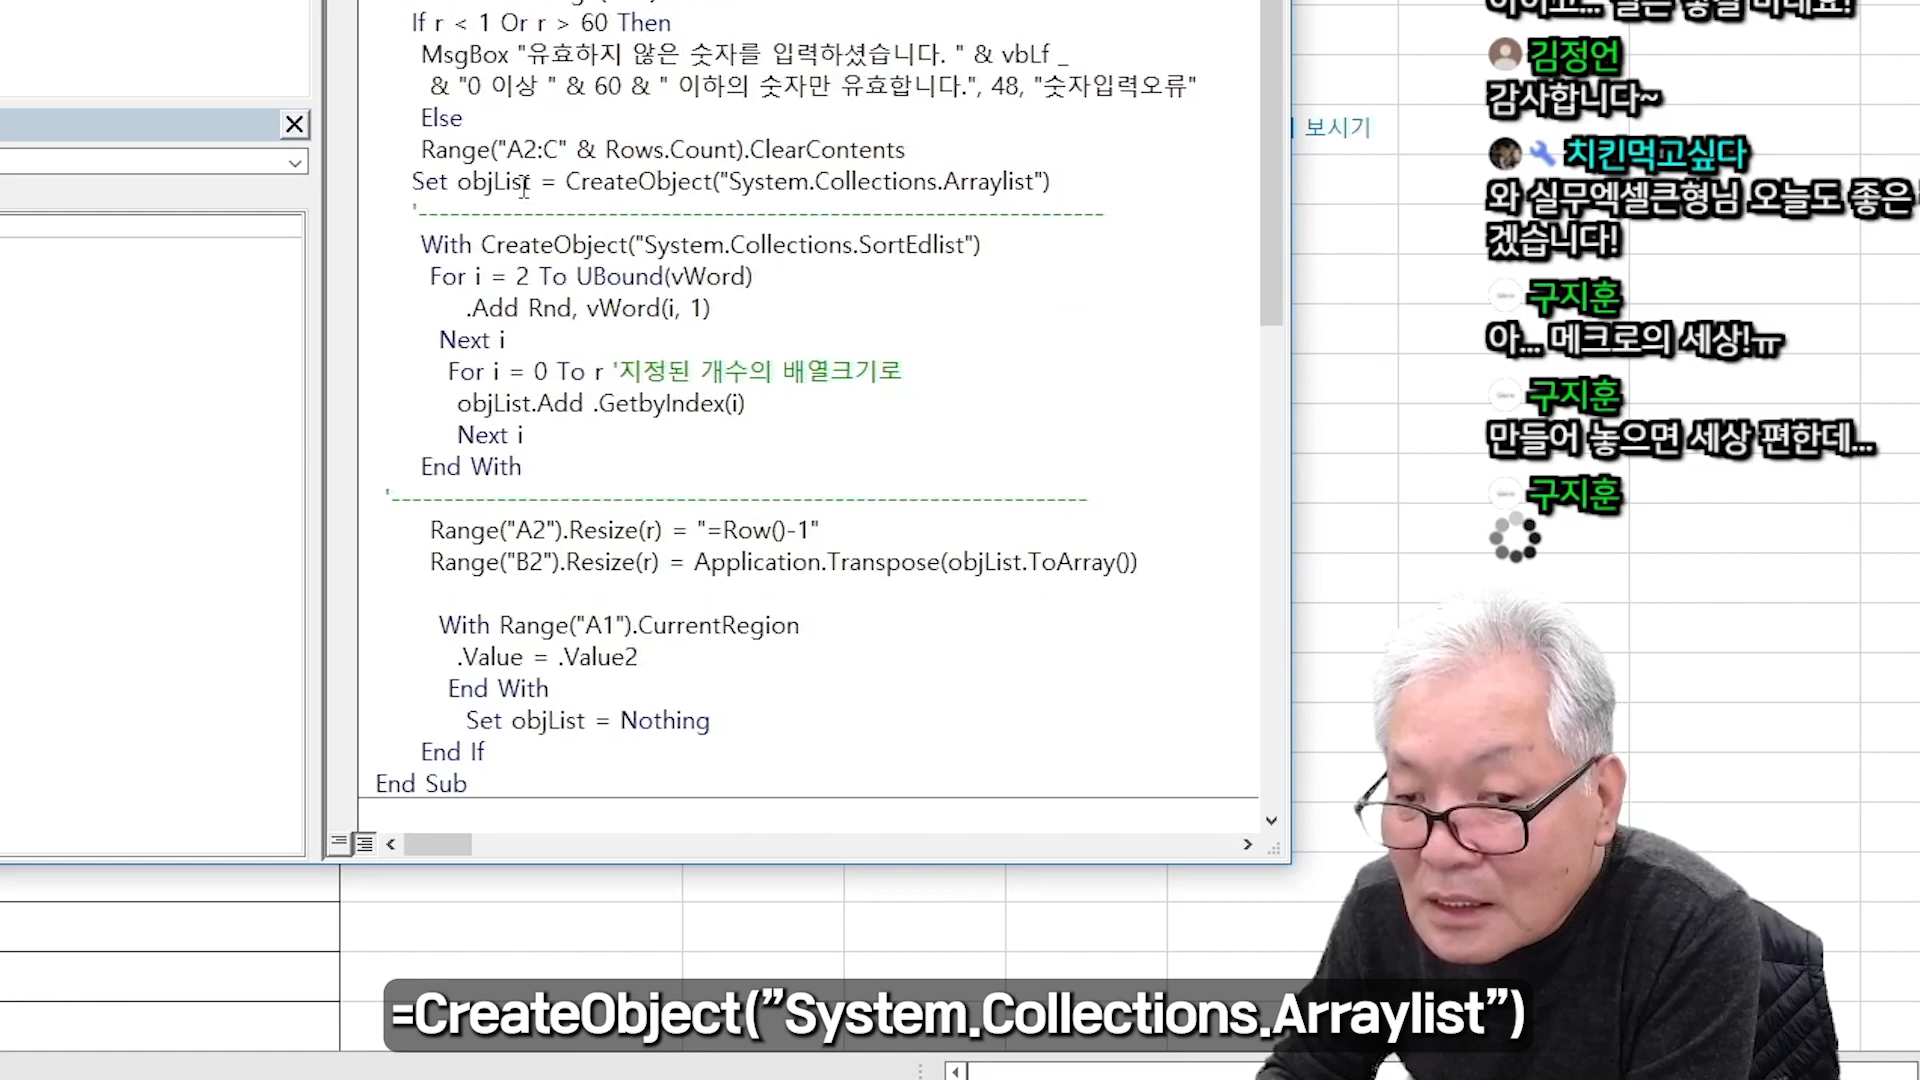 If r < 1 Or r > 60 Then
MsgBox "유효하지 않은 숫자를 입력하셨습니다. " & vbLf _
& "0 이상 " & 60 & " 이하의 숫자만 유효합니다.", 48, "숫자입력오류"
Else
Range("A2:C" & Rows.Count).ClearContents
Set objList = CreateObject("System.Collections.Arraylist")
'--------------------------------------------------------------------
With CreateObject("System.Collections.SortEdlist")
For i = 2 To UBound(vWord)
.Add Rnd, vWord(i, 1)
Next i
For i = 0 To r '지정된 개수의 배열크기로
objList.Add .GetbyIndex(i)
Next i
End With
'---------------------------------------------------------------------
Range("A2").Resize(r) = "=Row()-1"
Range("B2").Resize(r) = Application.Transpose(objList.ToArray())
With Range("A1").CurrentRegion
.Value = .Value2
End With
Set objList = Nothing
End If
End Sub
보시기
김정언
감사합니다~
치킨먹고싶다
와 실무엑셀큰형님 오늘도 좋은
겠습니다!
구지훈
아... 메크로의 세상!ㅠ
구지훈
만들어 놓으면 세상 편한데...
구지훈
=CreateObject("System.Collections.Arraylist")